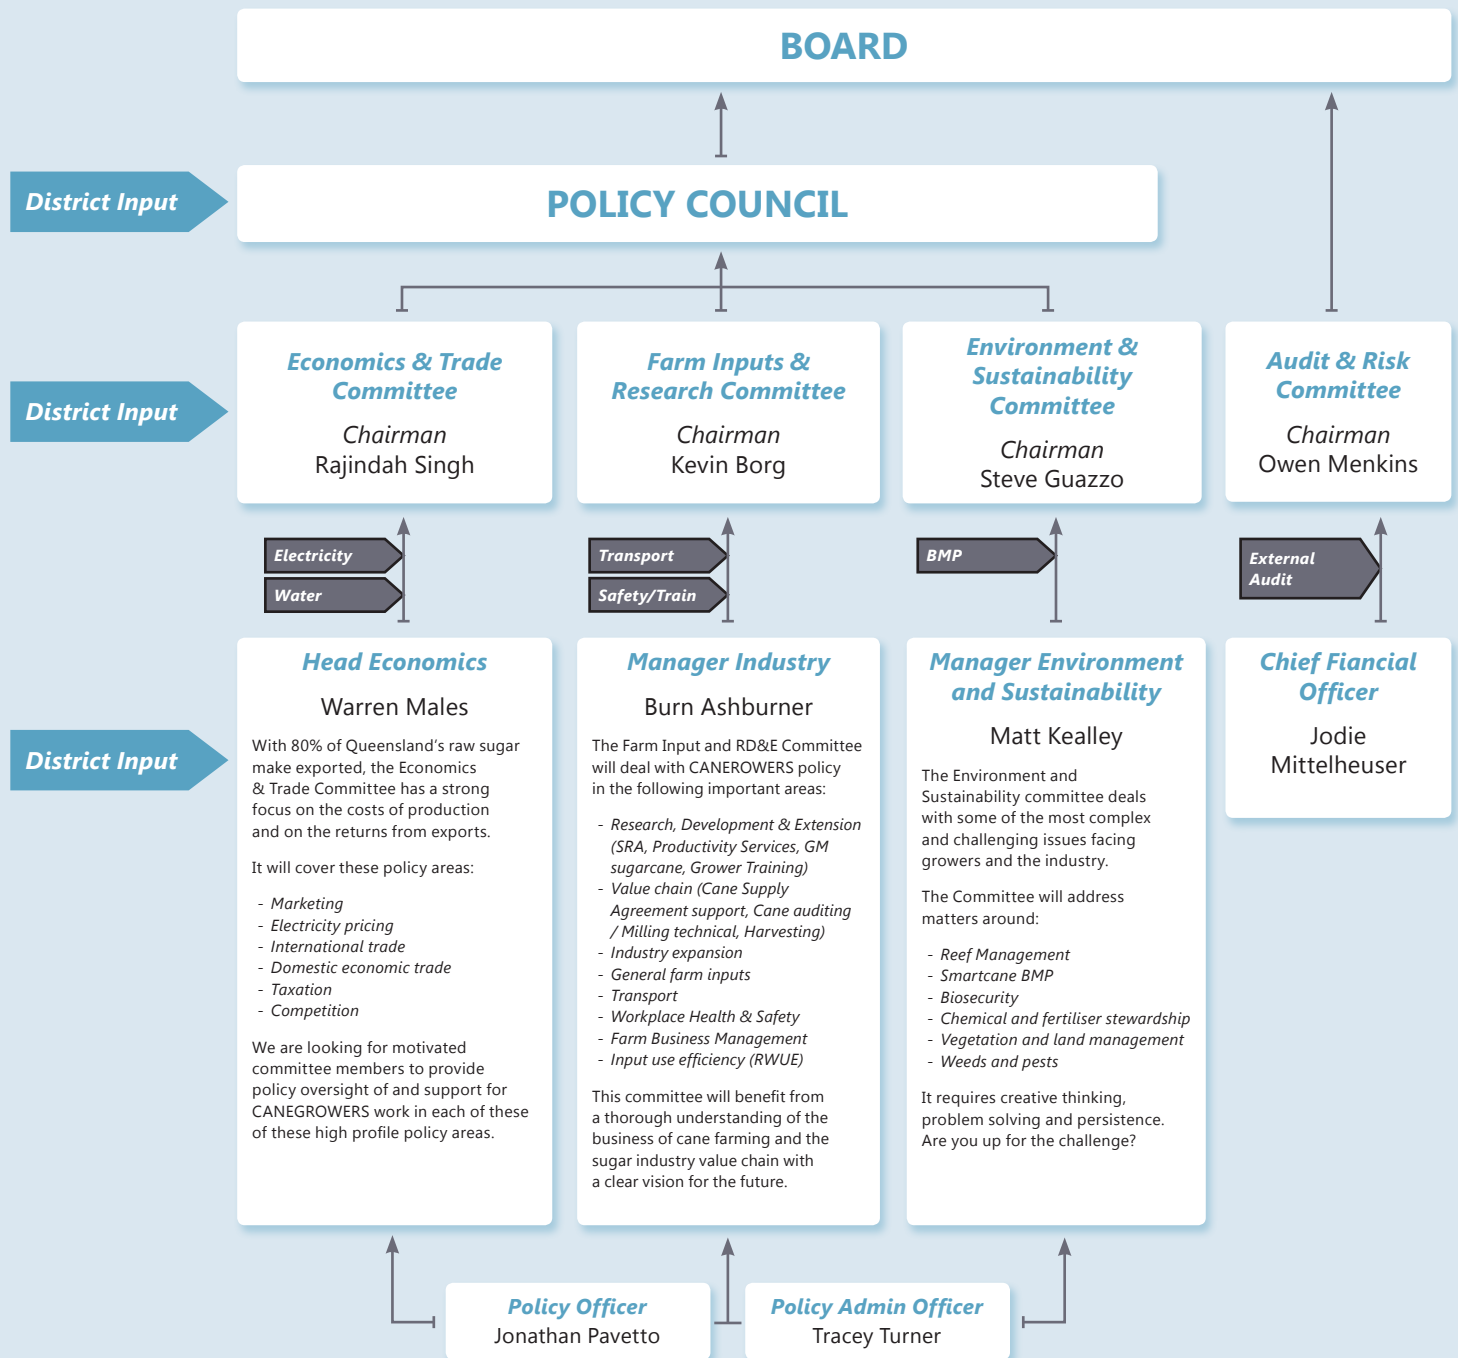 BOARD
District Input
POLICY COUNCIL
District Input
Economics & Trade
Committee
Chairman
Rajindah Singh
Farm Inputs &
Research Committee
Chairman
Kevin Borg
Environment &
Sustainability
Committee
Chairman
Steve Guazzo
Audit & Risk
Committee
Chairman
Owen Menkins
Electricity
Water
Transport
Safety/Train
BMP
External
Audit
District Input
Head Economics
Warren Males
With 80% of Queensland's raw sugar
make exported, the Economics
& Trade Committee has a strong
focus on the costs of production
and on the returns from exports.
It will cover these policy areas:
- Marketing
- Electricity pricing
- International trade
- Domestic economic trade
- Taxation
- Competition
We are looking for motivated
committee members to provide
policy oversight of and support for
CANEGROWERS work in each of these
of these high profile policy areas.
Manager Industry
Burn Ashburner
The Farm Input and RD&E Committee
will deal with CANEROWERS policy
in the following important areas:
- Research, Development & Extension
(SRA, Productivity Services, GM
sugarcane, Grower Training)
- Value chain (Cane Supply
Agreement support, Cane auditing
/ Milling technical, Harvesting)
- Industry expansion
- General farm inputs
- Transport
- Workplace Health & Safety
- Farm Business Management
- Input use efficiency (RWUE)
This committee will benefit from
a thorough understanding of the
business of cane farming and the
sugar industry value chain with
a clear vision for the future.
Manager Environment
and Sustainability
Matt Kealley
The Environment and
Sustainability committee deals
with some of the most complex
and challenging issues facing
growers and the industry.
The Committee will address
matters around:
- Reef Management
- Smartcane BMP
- Biosecurity
- Chemical and fertiliser stewardship
- Vegetation and land management
- Weeds and pests
It requires creative thinking,
problem solving and persistence.
Are you up for the challenge?
Chief Fiancial
Officer
Jodie
Mittelheuser
Policy Officer
Jonathan Pavetto
Policy Admin Officer
Tracey Turner